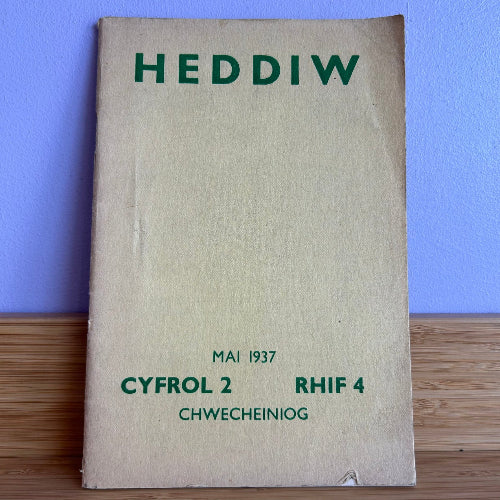 HEDDIW
MAI 1937
CYFROL 2 RHIF 4
CHWECHEINIOG